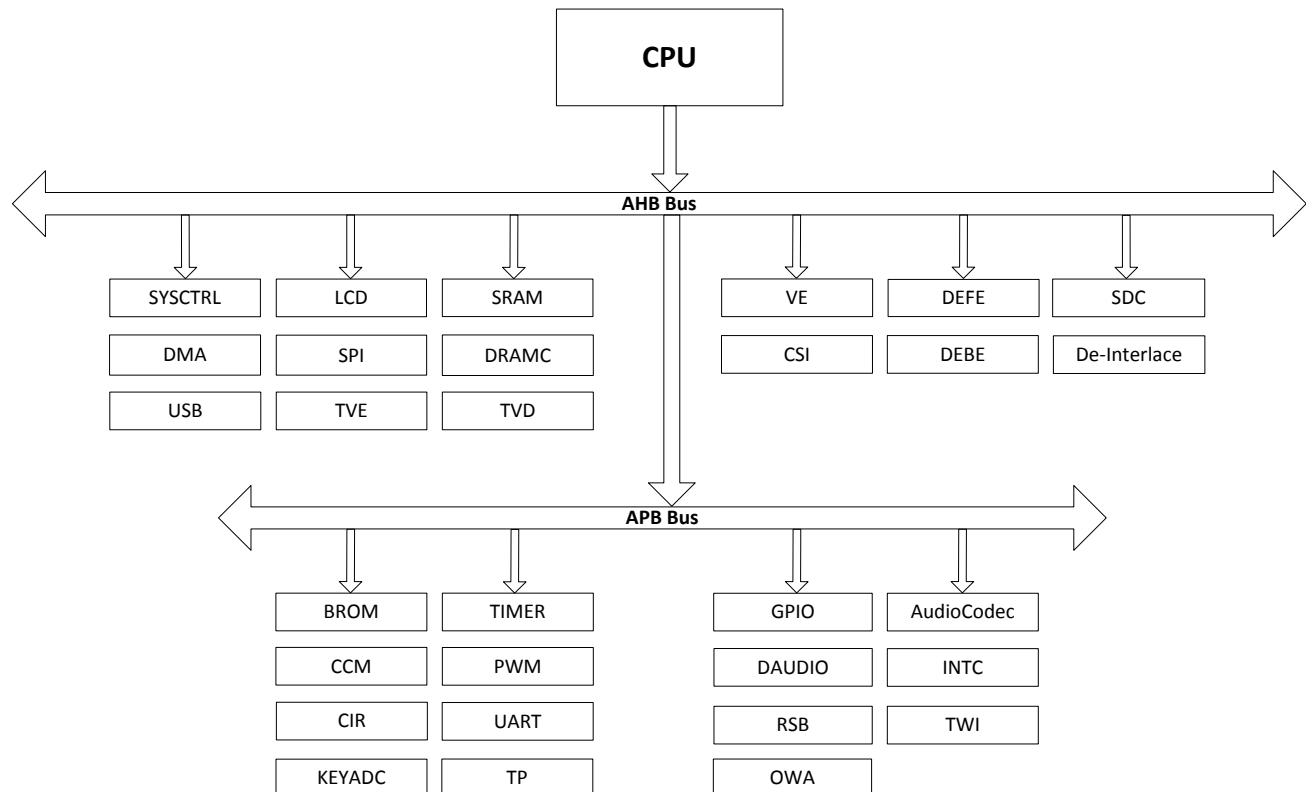 CPU
AHB Bus
SYSCTRL LCD SRAM VE DEFE SDC
DMA SPI DRAMC CSI DEBE De-Interlace
USB TVE TVD
APB Bus
BROM TIMER GPIO AudioCodec
CCM PWM DAUDIO INTC
CIR UART RSB TWI
KEYADC TP OWA